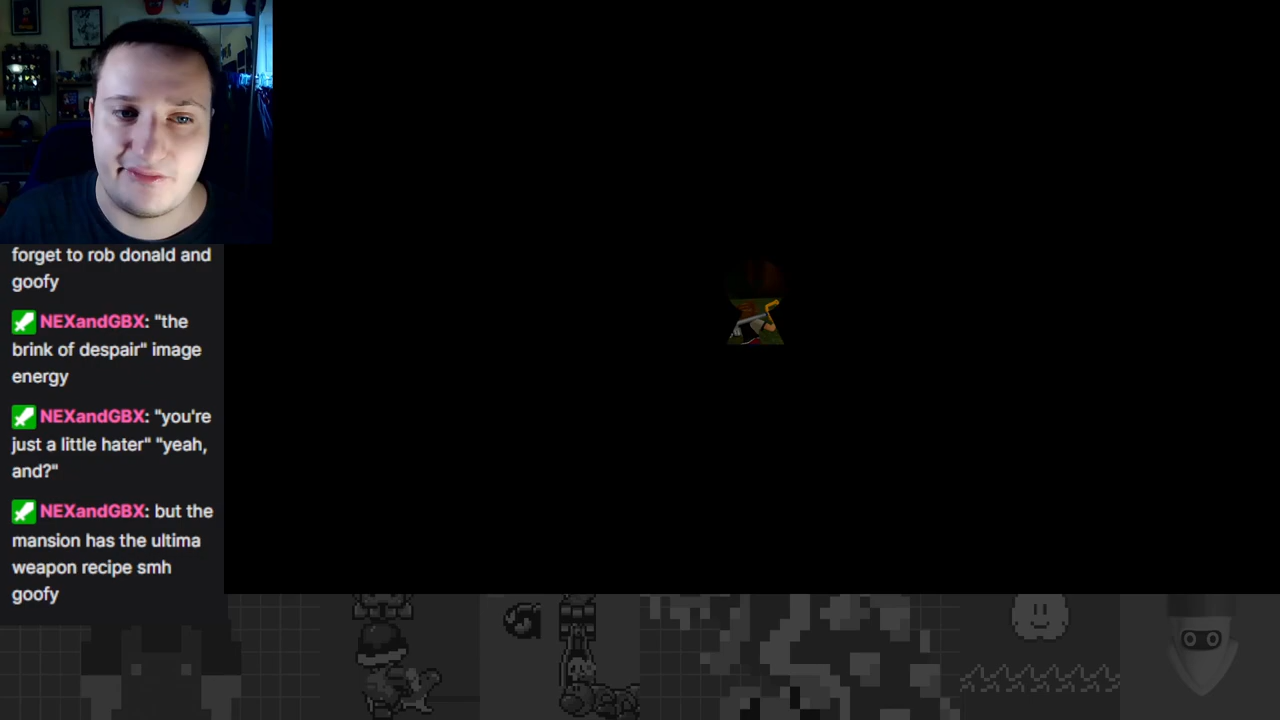 forget to rob donald and
goofy
NEXandGBX: "the
brink of despair" image
energy
NEXandGBX: "you're
just a little hater" "yeah,
and?"
NEXandGBX: but the
mansion has the ultima
weapon recipe smh
goofy